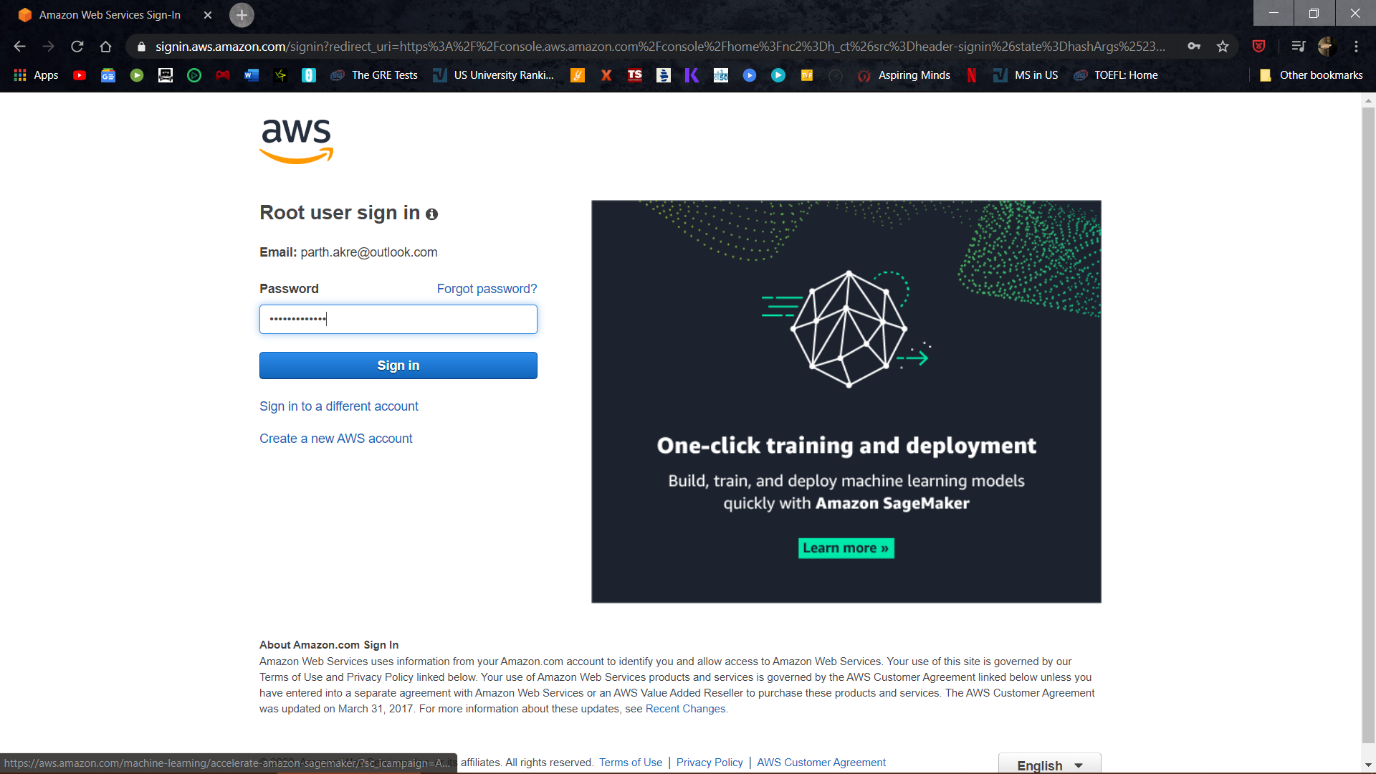 Amazon Web Services Sign-In
signin.aws.amazon.com/signin?redirect_uri=https%3A%2F%2Fconsole.aws.amazon.com%2Fconsole%2Fhome%3Fnc2%3Dh_ct%26src%3Dheader-signin%26state%3DhashArgs%2523...
Apps The GRE Tests US University Ranki... TS K Aspiring Minds MS in US TOEFL: Home Other bookmarks
aws
Root user sign in
Email: parth.akre@outlook.com
Password Forgot password?
Sign in
Sign in to a different account
Create a new AWS account
One-click training and deployment
Build, train, and deploy machine learning models
quickly with Amazon SageMaker
Learn more »
About Amazon.com Sign In
Amazon Web Services uses information from your Amazon.com account to identify you and allow access to Amazon Web Services. Your use of this site is governed by our
Terms of Use and Privacy Policy linked below. Your use of Amazon Web Services products and services is governed by the AWS Customer Agreement linked below unless you
have entered into a separate agreement with Amazon Web Services or an AWS Value Added Reseller to purchase these products and services. The AWS Customer Agreement
was updated on March 31, 2017. For more information about these updates, see Recent Changes.
https://aws.amazon.com/machine-learning/accelerate-amazon-sagemaker/?sc_icampaign=A... affiliates. All rights reserved. Terms of Use | Privacy Policy | AWS Customer Agreement
English